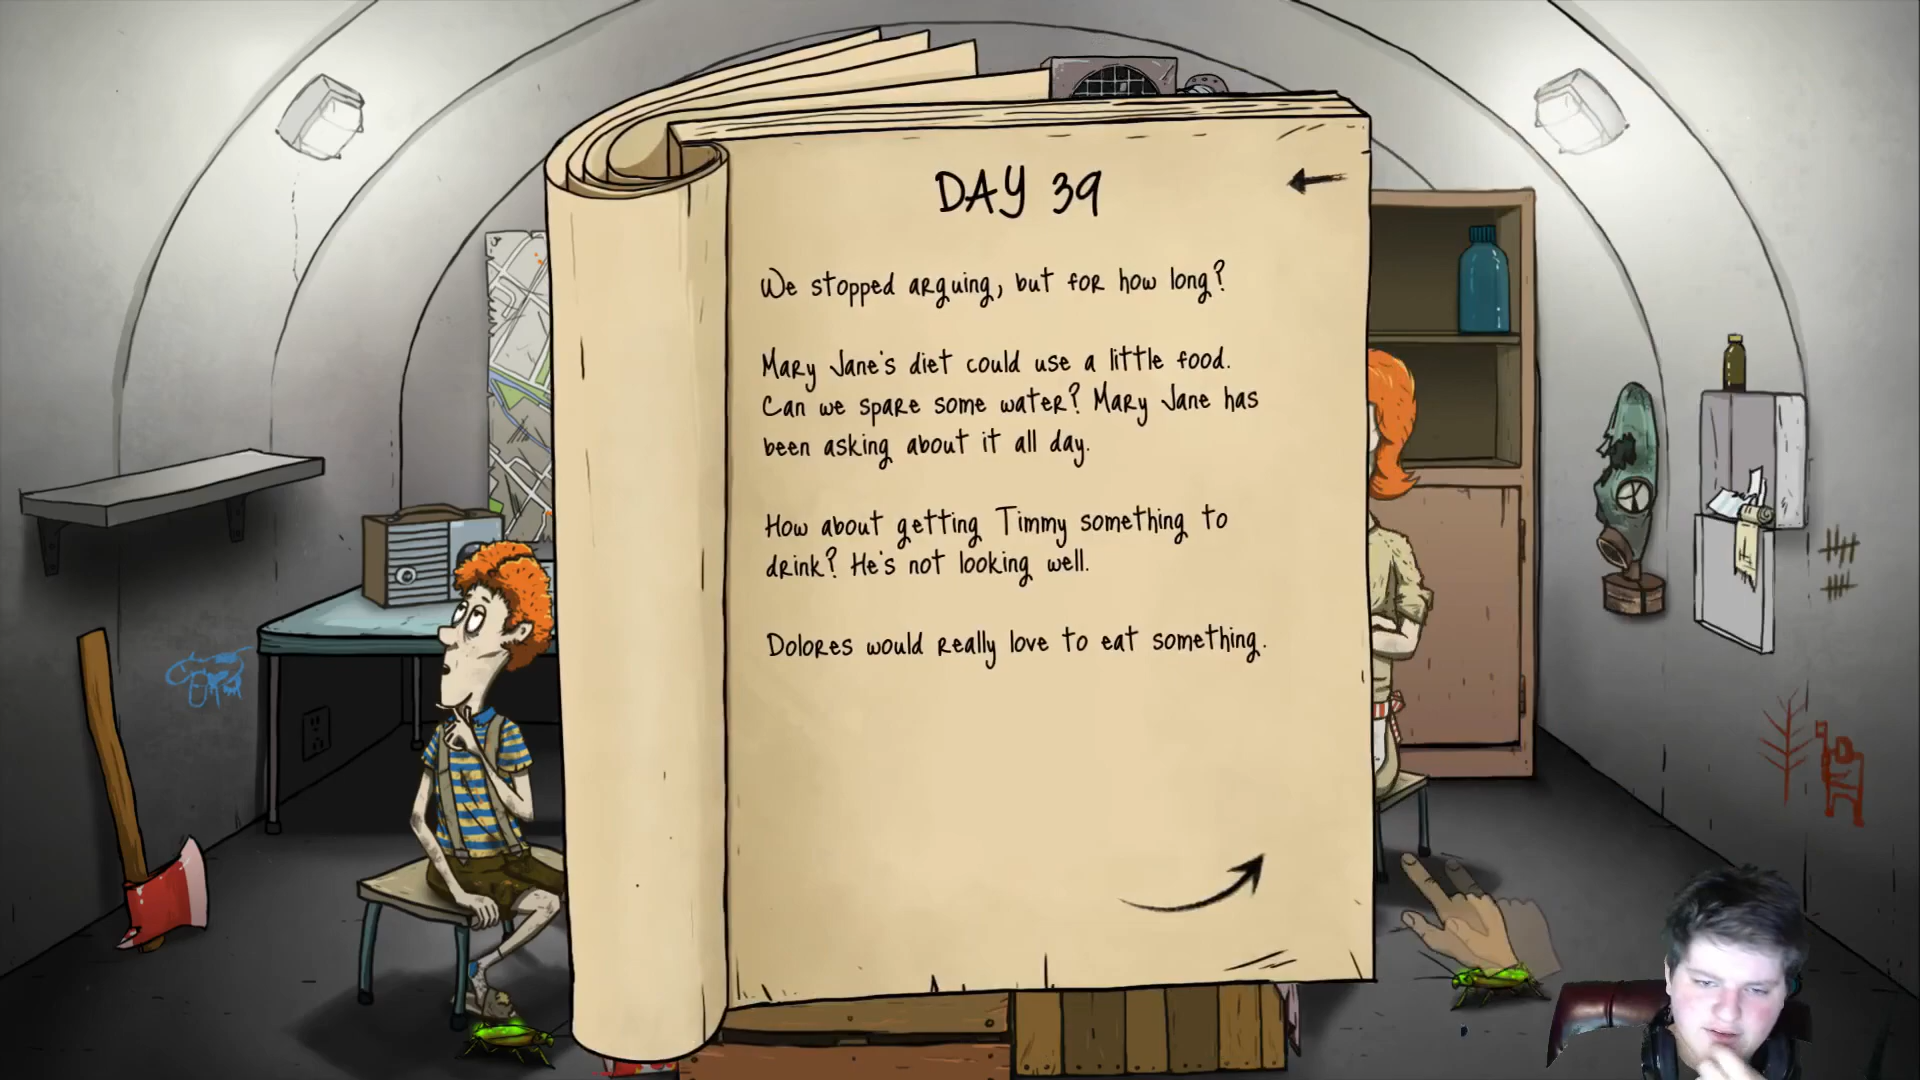 DAY 39
We stopped arguing, but for how long?
Mary Jane's diet could use a little food.
Can we spare some water? Mary Jane has
been asking about it all day.
How about getting Timmy something to
drink? He's not looking well.
Dolores would really love to eat something.